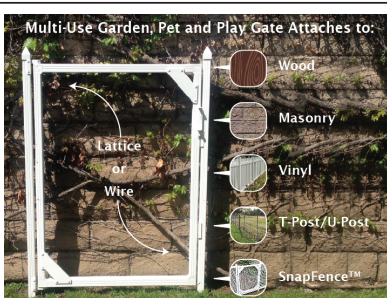 Multi-Use Garden, Pet and Play Gate Attaches to:
Wood
Masonry
Lattice
or
Wire
Vinyl
T-Post/U-Post
SnapFence™